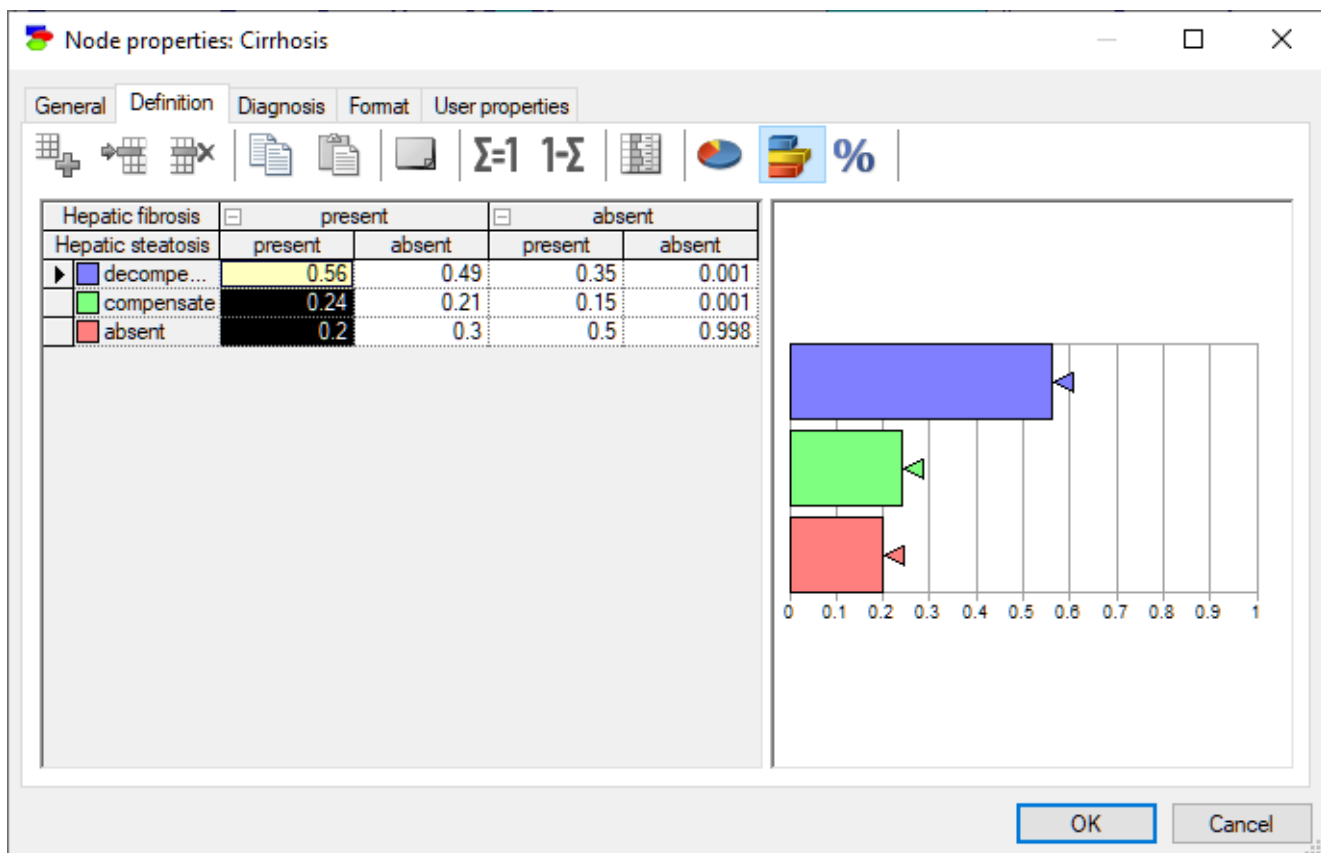 Node properties: Cirrhosis
General Definition Diagnosis Format User properties
Σ=1 1-Σ %
Hepatic fibrosis present absent
Hepatic steatosis present absent present absent
decompe... 0.56 0.49 0.35 0.001
compensate 0.24 0.21 0.15 0.001
absent 0.2 0.3 0.5 0.998
0 0.1 0.2 0.3 0.4 0.5 0.6 0.7 0.8 0.9 1
OK Cancel